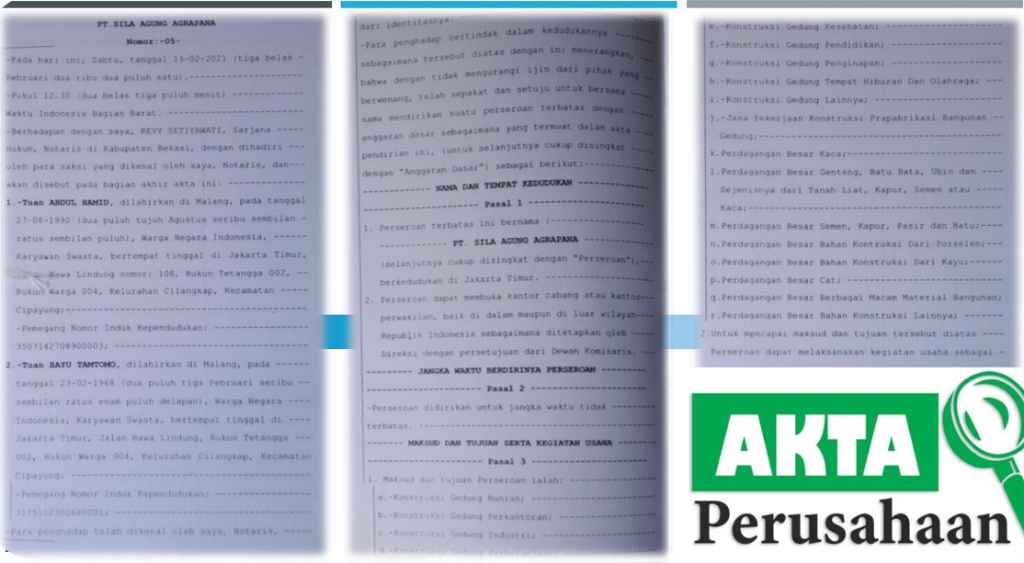 PT SILA AGUNG AGRAPANA
Nomor:-05-
-Pada hari ini, Sabtu, tanggal 13-02-2021 (tiga belas -
Februari dua ribu dua puluh satu).
-Pukul 12.30 (dua belas tiga puluh menit)
Waktu Indonesia bagian Barat.
-Berhadapan dengan saya, REVY SETIYAWATI, Sarjana
Hukum, Notaris di Kabupaten Bekasi, dengan dihadiri
oleh para saksi yang dikenal oleh saya, Notaris, dan
akan disebut pada bagian akhir akta ini:
1.-Tuan ABDUL HAMID, dilahirkan di Malang, pada tanggal
27-08-1990 (dua puluh tujuh Agustus seribu sembilan -
ratus sembilan puluh), Warga Negara Indonesia,
Karyawan Swasta, bertempat tinggal di Jakarta Timur,
Rawa Lindung nomor: 108, Rukun Tetangga 002,
Rukun Warga 004, Kelurahan Cilangkap, Kecamatan
Cipayung;
-Pemegang Nomor Induk Kependudukan:
3507142708900003;
2.-Tuan BAYU TAMTOMO, dilahirkan di Malang, pada
tanggal 23-02-1968 (dua puluh tiga Februari seribu
sembilan ratus enam puluh delapan), Warga Negara
Indonesia, Karyawan Swasta, bertempat tinggal di
Jakarta Timur, Jalan Rawa Lindung, Rukun Tetangga
002, Rukun Warga 004, Kelurahan Cilangkap, Kecamatan
Cipayung;
-Pemegang Nomor Induk Kependudukan:
-Para penghadap telah dikenal oleh saya, Notaris,
dari identitasnya.
-Para penghadap bertindak dalam kedudukannya
sebagaimana tersebut diatas dengan ini menerangkan,
bahwa dengan tidak mengurangi ijin dari pihak yang
berwenang, telah sepakat dan setuju untuk bersama
sama mendirikan suatu perseroan terbatas dengan
anggaran dasar sebagaimana yang termuat dalam akta
pendirian ini, (untuk selanjutnya cukup disingkat
dengan "Anggaran Dasar") sebagai berikut:
NAMA DAN TEMPAT KEDUDUKAN
Pasal 1
1. Perseroan terbatas ini bernama :
PT. SILA AGUNG AGRAPANA
(selanjutnya cukup disingkat dengan "Perseroan"),
berkedudukan di Jakarta Timur.
2. Perseroan dapat membuka kantor cabang atau kantor
perwakilan, baik di dalam maupun di luar wilayah
Republik Indonesia sebagaimana ditetapkan oleh
Direksi dengan persetujuan dari Dewan Komisaris.
JANGKA WAKTU BERDIRINYA PERSEROAN
Pasal 2
-Perseroan didirikan untuk jangka waktu tidak
terbatas.
MAKSUD DAN TUJUAN SERTA KEGIATAN USAHA
Pasal 3
1. Maksud dan tujuan Perseroan ialah:
a.-Konstruksi Gedung Hunian;
b.-Konstruksi Gedung Perkantoran;
c.-Konstruksi Gedung Industri;
d.-Konstruksi Gedung Perbelanjaan;
e.-Konstruksi Gedung Kesehatan;
f.-Konstruksi Gedung Pendidikan;
g.-Konstruksi Gedung Penginapan;
h.-Konstruksi Gedung Tempat Hiburan Dan Olahraga;
i.-Konstruksi Gedung Lainnya;
j.-Jasa Pekerjaan Konstruksi Prapabrikasi Bangunan
Gedung;
k.Perdagangan Besar Kaca;
l.Perdagangan Besar Genteng, Batu Bata, Ubin dan
Sejenisnya dari Tanah Liat, Kapur, Semen atau
Kaca;
m.Perdagangan Besar Semen, Kapur, Pasir dan Batu;
n.Perdagangan Besar Bahan Kontruksi Dari Porselen;
o.Perdagangan Besar Bahan Konstruksi Dari Kayu;
p.Perdagangan Besar Cat;
q.Perdagangan Besar Berbagai Macam Material Bangunan;
r.Perdagangan Besar Bahan Konstruksi Lainnya;
2.Untuk mencapai maksud dan tujuan tersebut diatas
Perseroan dapat melaksanakan kegiatan usaha sebagai -
AKTA
Perusahaan